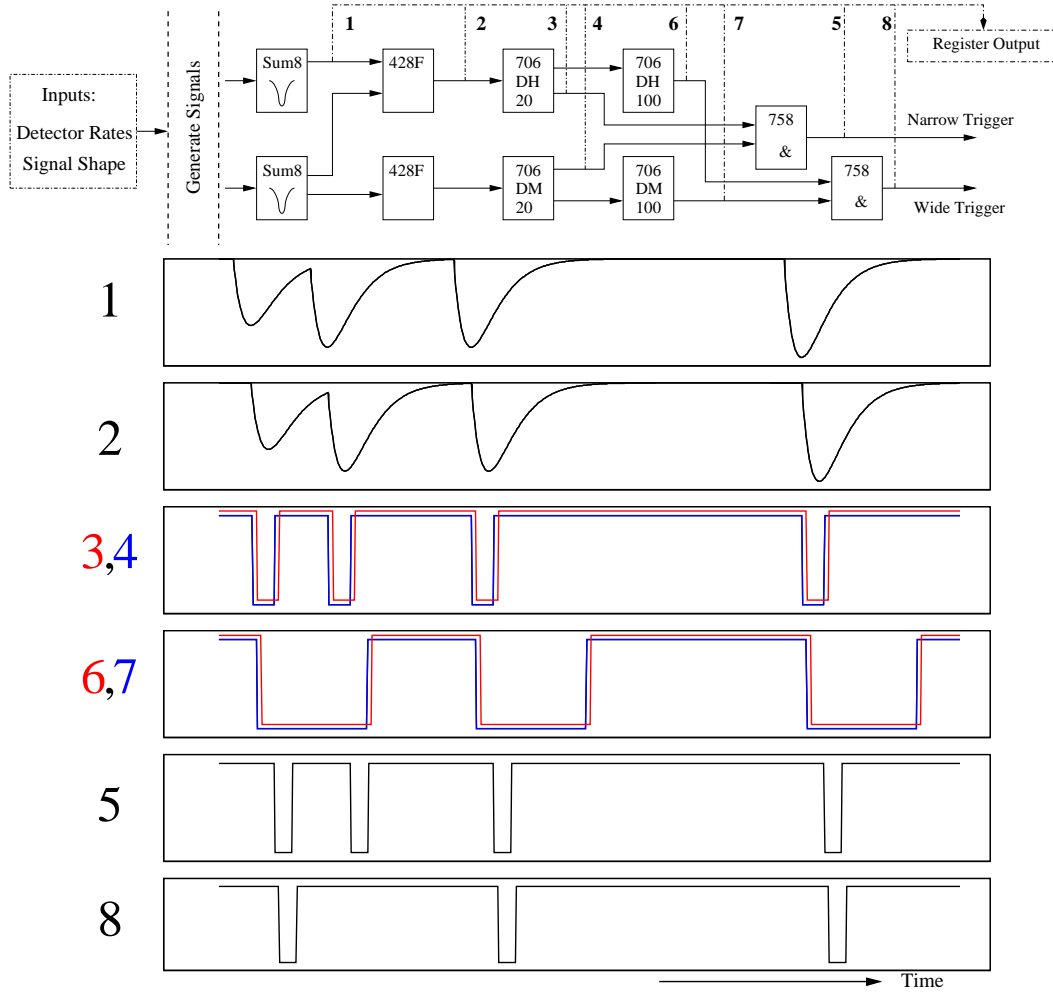 1 2 3 4 6 7 5 8
Register Output
Inputs:
Detector Rates
Signal Shape
Generate Signals
Sum8
428F
706
DH
20
706
DH
100
758
&
Narrow Trigger
Sum8
428F
706
DM
20
706
DM
100
758
&
Wide Trigger
1
2
3,4
6,7
5
8
Time